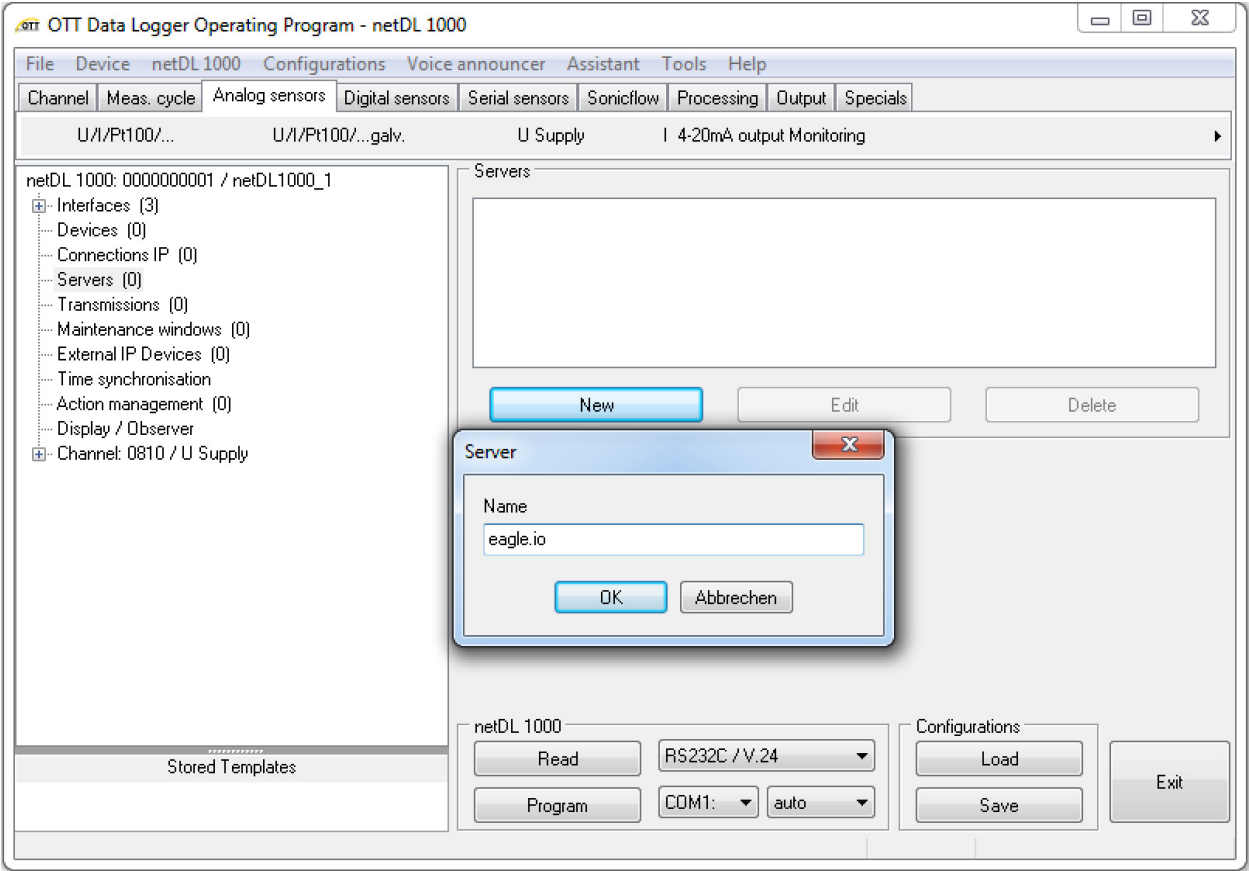 OTT OTT Data Logger Operating Program - netDL 1000
File Device netDL 1000 Configurations Voice announcer Assistant Tools Help
Channel Meas. cycle Analog sensors Digital sensors Serial sensors Sonicflow Processing Output Specials
U/I/Pt100/... U/I/Pt100/...galv. U Supply I 4-20mA output Monitoring
netDL 1000: 0000000001 / netDL1000_1
Interfaces (3)
Devices (0)
Connections IP (0)
Servers (0)
Transmissions (0)
Maintenance windows (0)
External IP Devices (0)
Time synchronisation
Action management (0)
Display / Observer
Channel: 0810 / U Supply
Stored Templates
Servers
New Edit Delete
Server
Name
eagle.io
OK Abbrechen
netDL 1000
Read RS232C / V.24
Program COM1: auto
Configurations
Load
Save
Exit